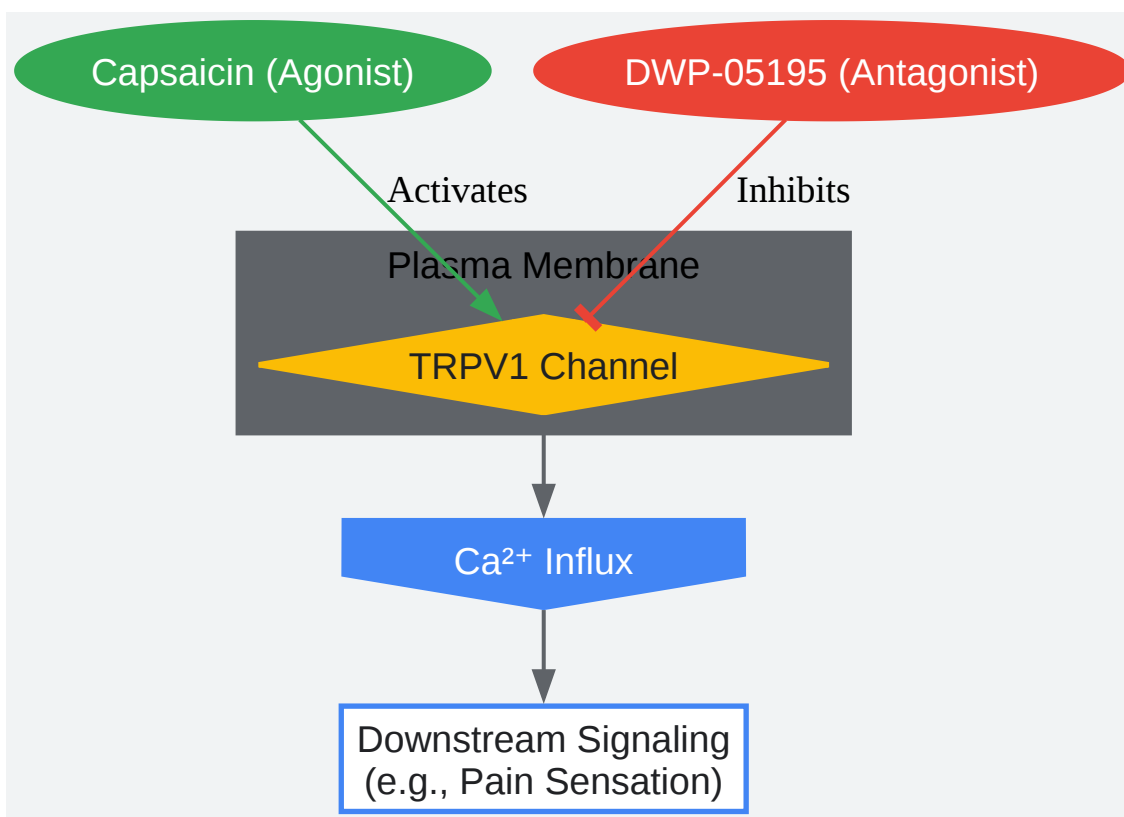 Capsaicin (Agonist)
DWP-05195 (Antagonist)
Activates
Inhibits
Plasma Membrane
TRPV1 Channel
Ca²⁺ Influx
Downstream Signaling
(e.g., Pain Sensation)